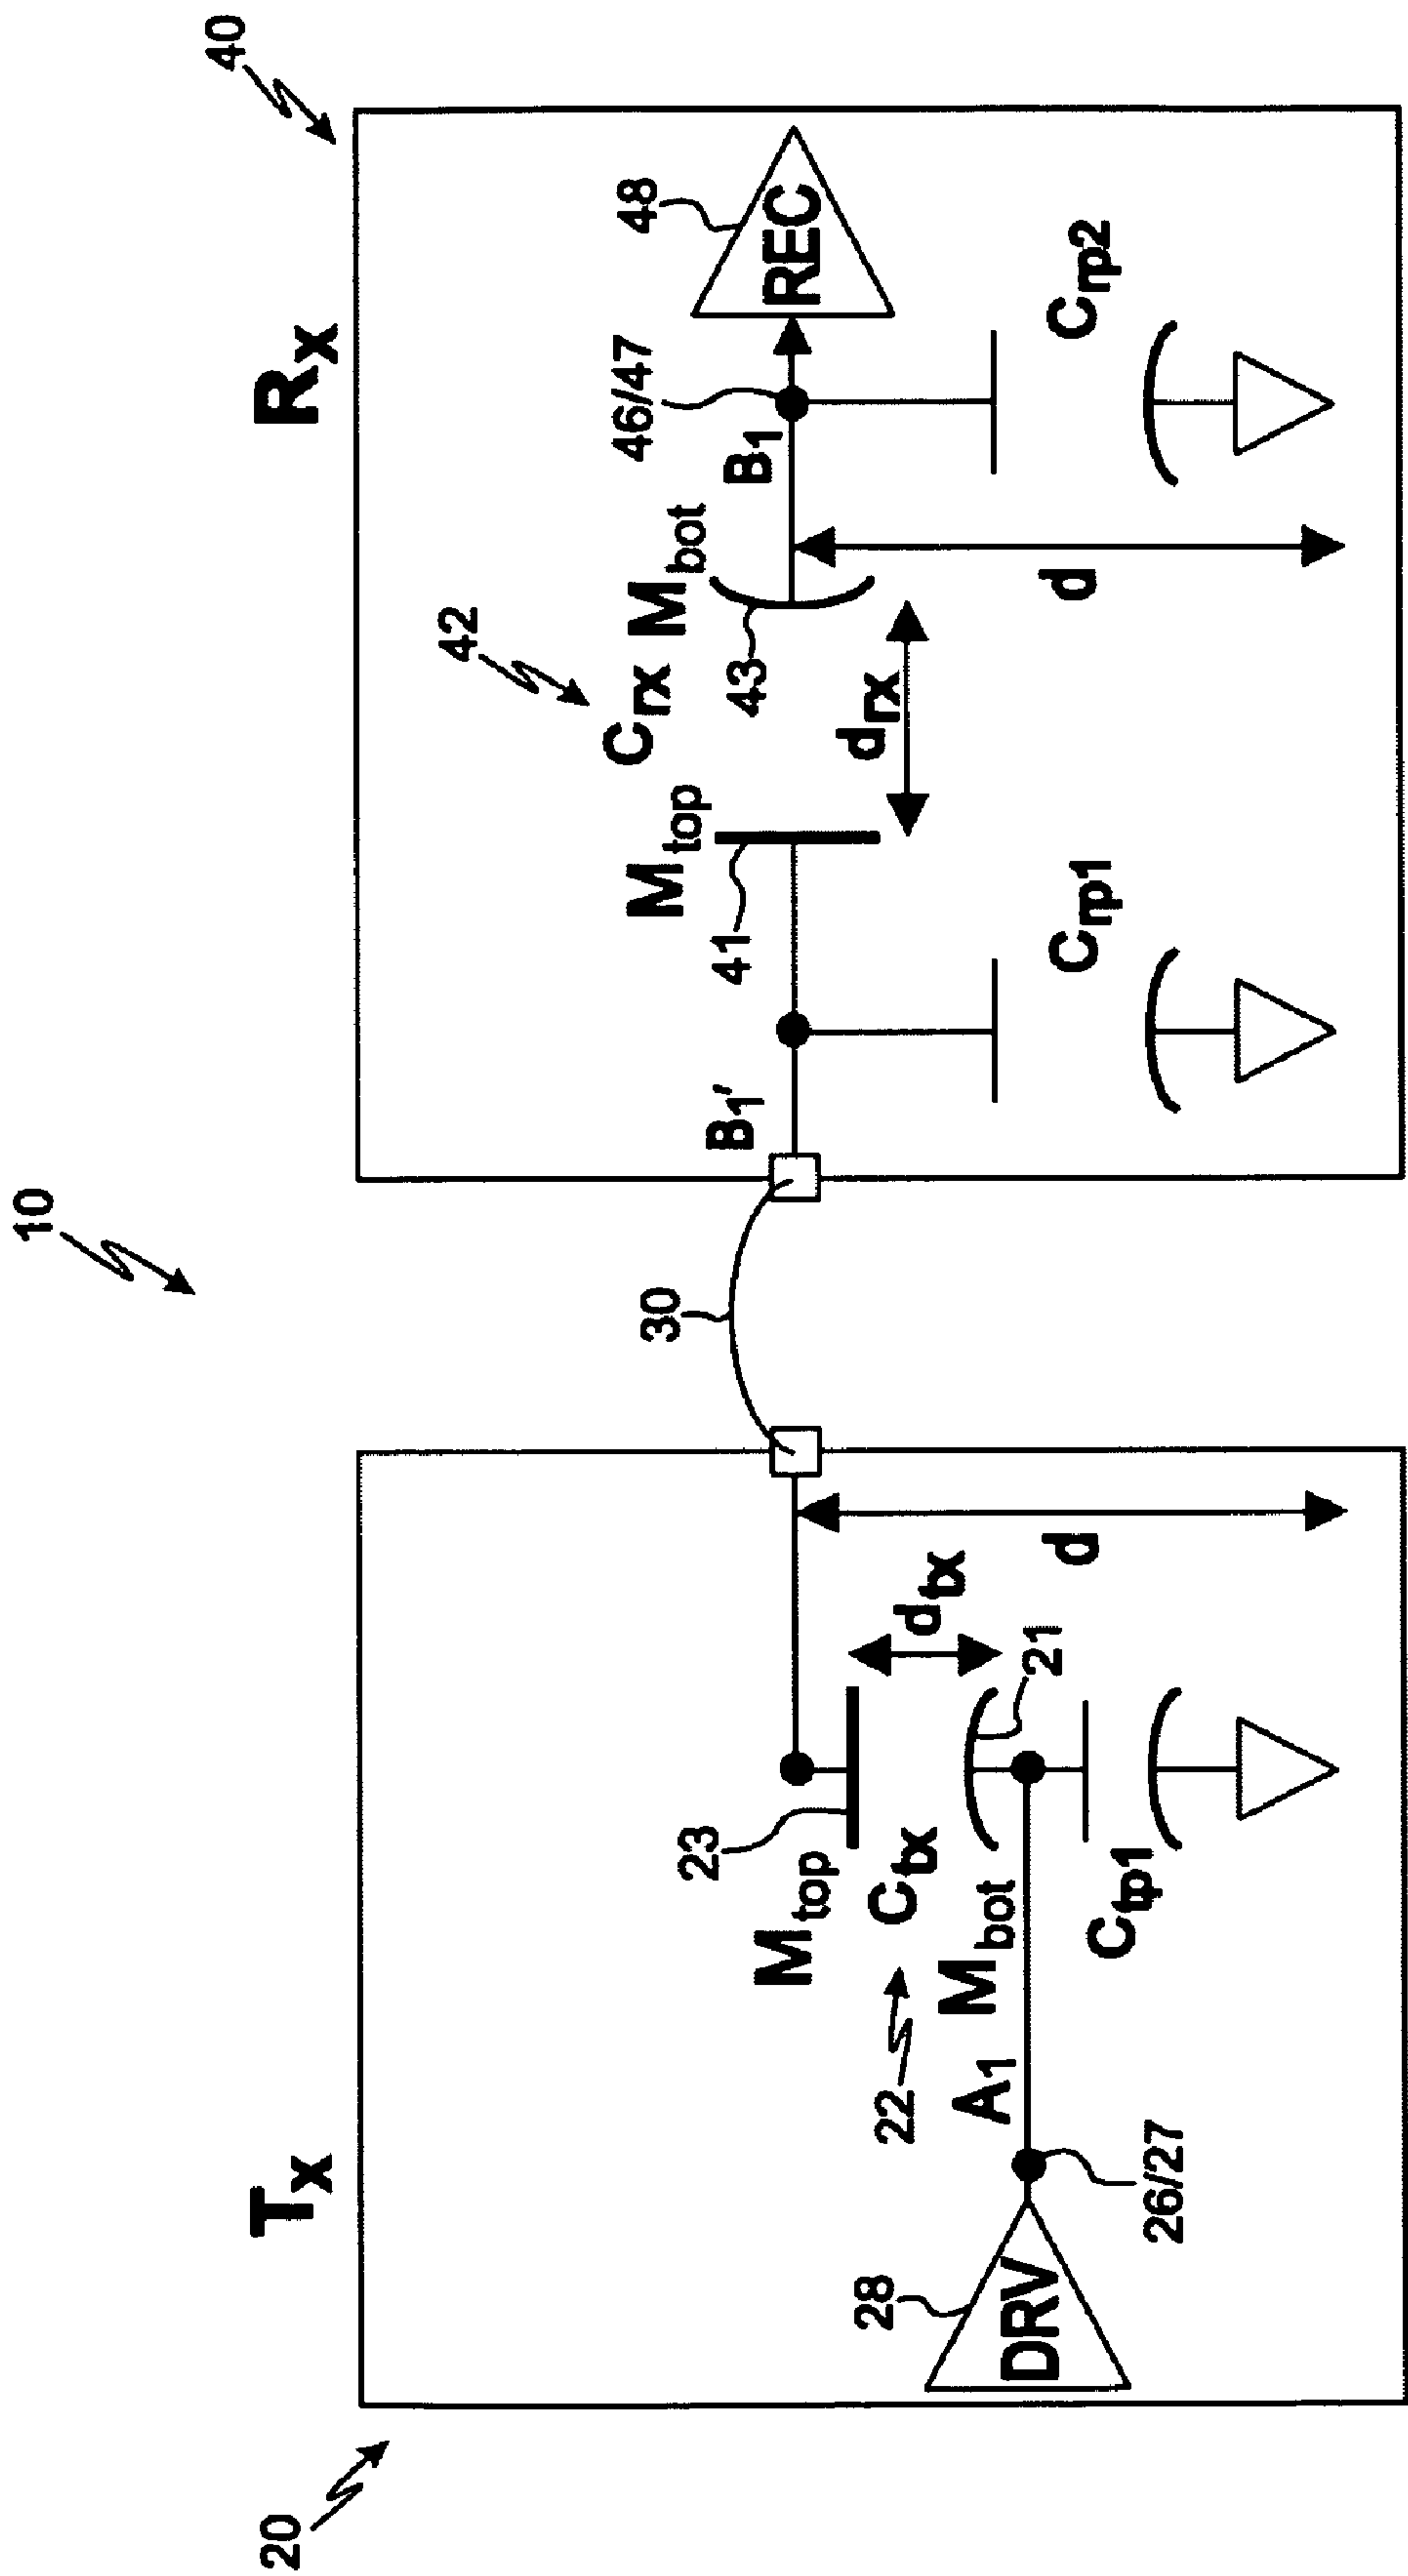 10
20
Tx
28
DRV
26/27
A1
Mbot
22
Ctx
Mtop
23
21
dtx
Ctp1
d
30
40
Rx
B1'
41
Mtop
42
Crx
Mbot
43
drx
Crp1
d
B1
46/47
48
REC
Crp2